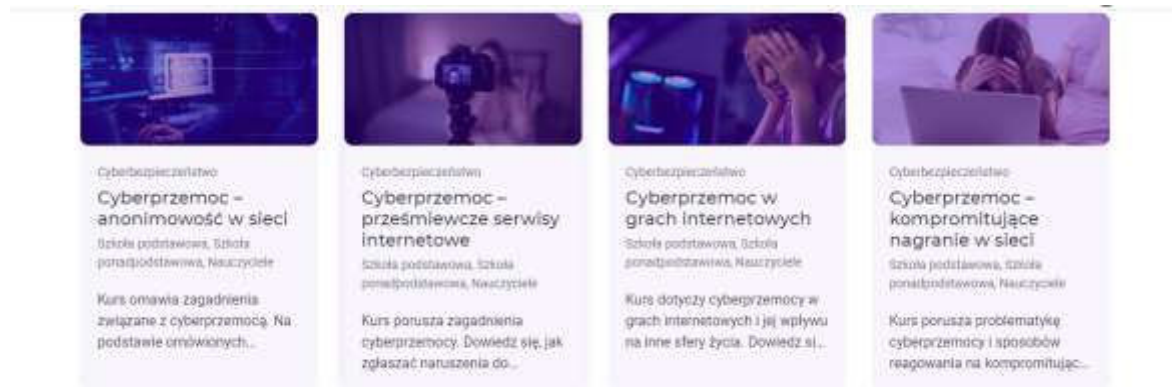 Cyberbezpieczeństwo
Cyberprzemoc –
anonimowość w sieci
Szkoła podstawowa, Szkoła
ponadpodstawowa, Nauczyciele
Kurs omawia zagadnienia
związane z cyberprzemocą. Na
podstawie omówionych...
Cyberbezpieczeństwo
Cyberprzemoc –
prześmiewcze serwisy
internetowe
Szkoła podstawowa, Szkoła
ponadpodstawowa, Nauczyciele
Kurs porusza zagadnienia
cyberprzemocy. Dowiedz się, jak
zgłaszać naruszenia do...
Cyberbezpieczeństwo
Cyberprzemoc w
grach internetowych
Szkoła podstawowa, Szkoła
ponadpodstawowa, Nauczyciele
Kurs dotyczy cyberprzemocy w
grach internetowych i jej wpływu
na inne sfery życia. Dowiedz si...
Cyberbezpieczeństwo
Cyberprzemoc –
kompromitujące
nagranie w sieci
Szkoła podstawowa, Szkoła
ponadpodstawowa, Nauczyciele
Kurs porusza problematykę
cyberprzemocy i sposobów
reagowania na kompromitując...